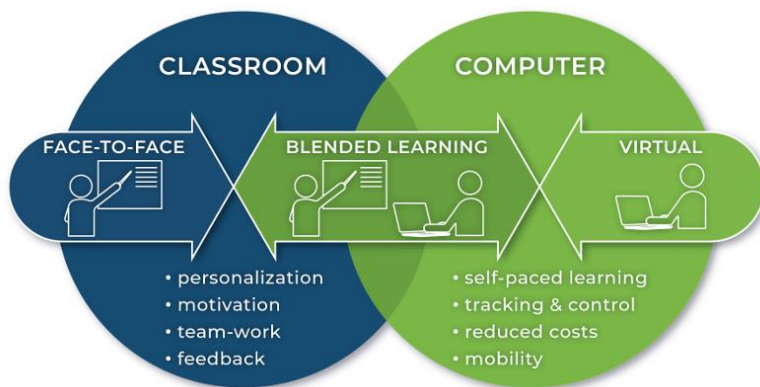 CLASSROOM
COMPUTER
FACE-TO-FACE
BLENDED LEARNING
VIRTUAL
• personalization
• motivation
• team-work
• feedback
• self-paced learning
• tracking & control
• reduced costs
• mobility